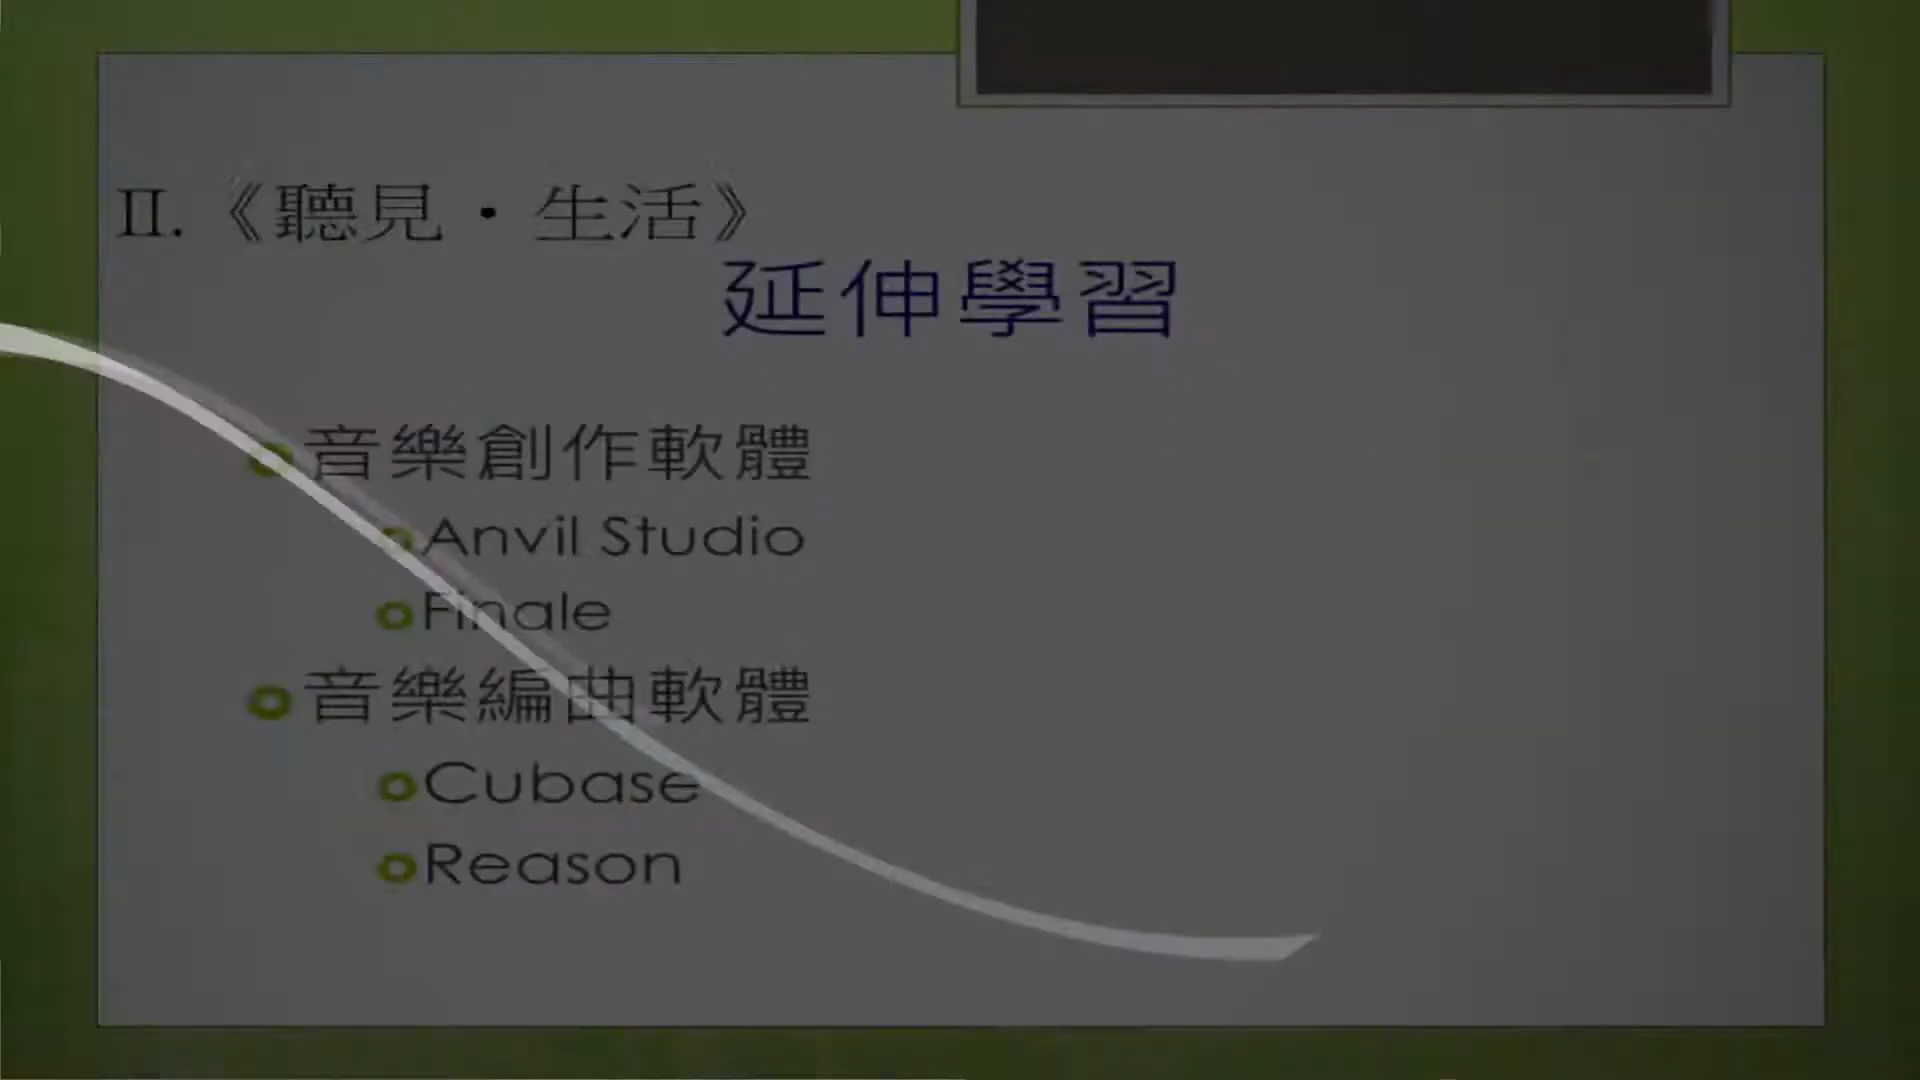 II.《聽見·生活》
延伸學習
音樂創作軟體
Anvil Studio
Finale
音樂編曲軟體
Cubase
Reason